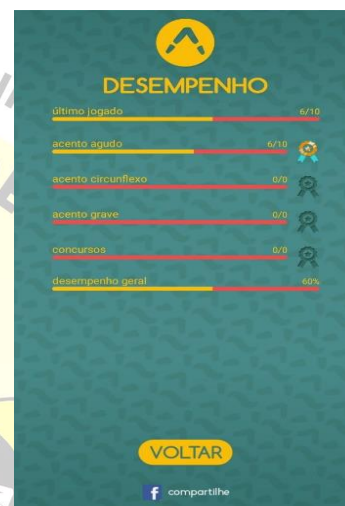 DESEMPENHO
último jogado 6/10
acento agudo 6/10
acento circunflexo 0/0
acento grave 0/0
concursos 0/0
desempenho geral 60%
VOLTAR
f compartilhe